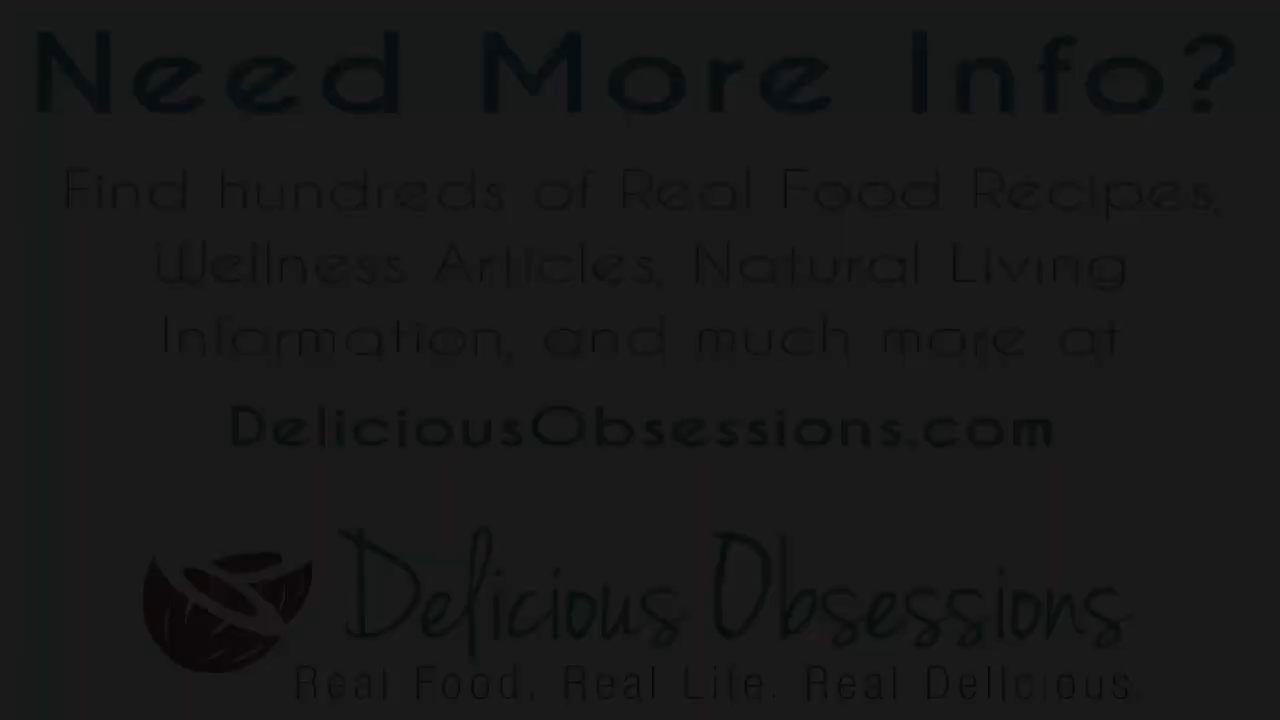 Need More Info?
Find hundreds of Real Food Recipes,
Wellness Articles, Natural Living
Information, and much more at
DeliciousObsessions.com
Delicious Obsessions
Real Food. Real Life. Real Delicious.